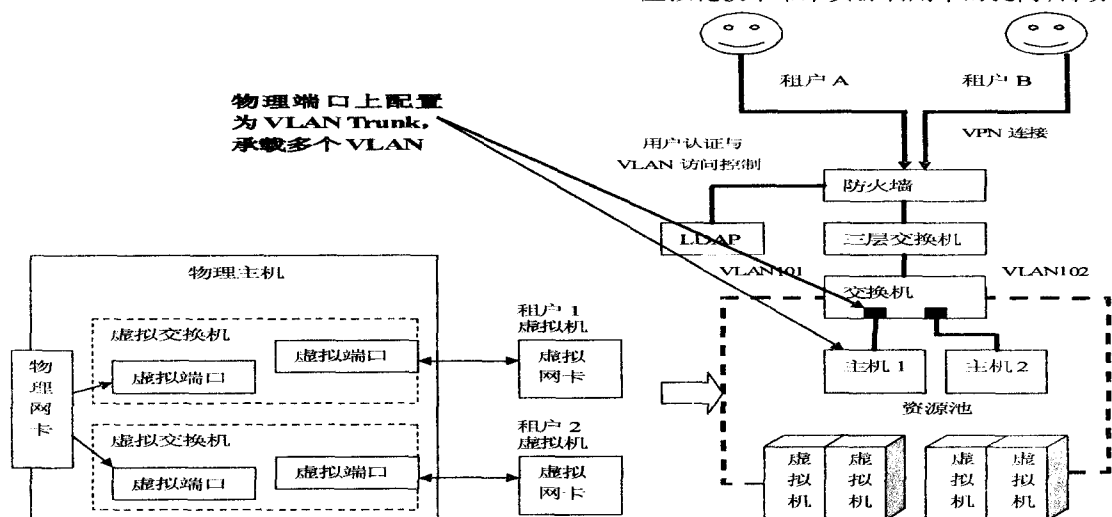 租户 A
租户 B
物理端口上配置
为 VLAN Trunk,
承载多个 VLAN
用户认证与
VLAN 访问控制
VPN 连接
防火墙
LDAP
三层交换机
VLAN101
VLAN102
交换机
主机 1
主机 2
资源池
虚拟机
虚拟机
虚拟机
虚拟机
物理主机
物理网卡
虚拟交换机
虚拟端口
虚拟端口
租户 1
虚拟机
虚拟
网卡
虚拟交换机
虚拟端口
虚拟端口
租户 2
虚拟机
虚拟
网卡